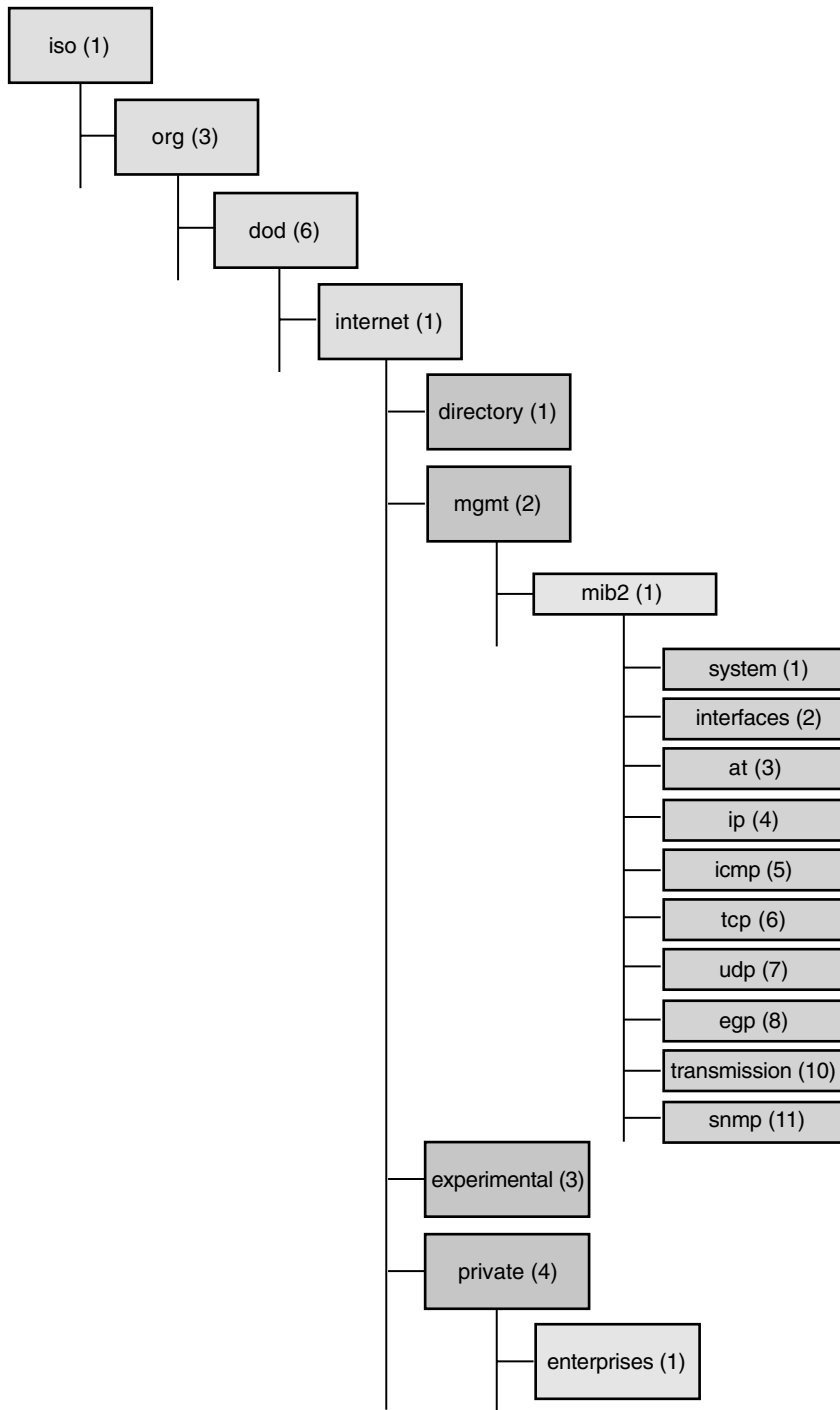 iso (1)
org (3)
dod (6)
internet (1)
directory (1)
mgmt (2)
mib2 (1)
system (1)
interfaces (2)
at (3)
ip (4)
icmp (5)
tcp (6)
udp (7)
egp (8)
transmission (10)
snmp (11)
experimental (3)
private (4)
enterprises (1)